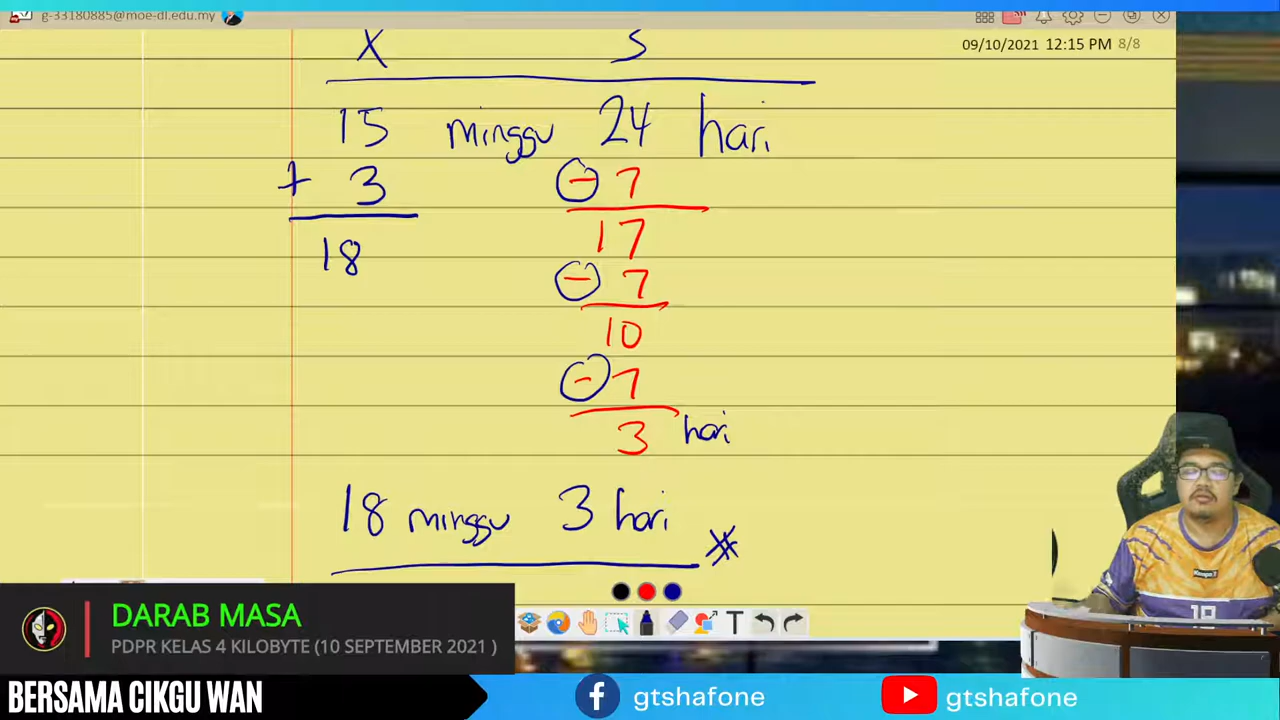 g-33180885@moe-dl.edu.my
09/10/2021 12:15 PM 8/8
X 5
15 minggu 24 hari
+ 3 - 7
18 17
- 7
10
- 7
3 hari
18 minggu 3 hari
DARAB MASA
PDPR KELAS 4 KILOBYTE (10 SEPTEMBER 2021 )
T
18
BERSAMA CIKGU WAN
gtshafone
gtshafone